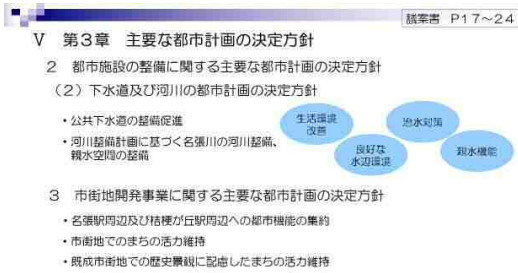 議案書 P17～24
Ⅴ 第3章 主要な都市計画の決定方針
2 都市施設の整備に関する主要な都市計画の決定方針
（2）下水道及び河川の都市計画の決定方針
・公共下水道の整備促進
・河川整備計画に基づく名張川の河川整備、
親水空間の整備
生活環境
改善
良好な
水辺環境
治水対策
親水機能
3 市街地開発事業に関する主要な都市計画の決定方針
・名張駅周辺及び桔梗が丘駅周辺への都市機能の集約
・市街地でのまちの活力維持
・既成市街地での歴史景観に配慮したまちの活力維持